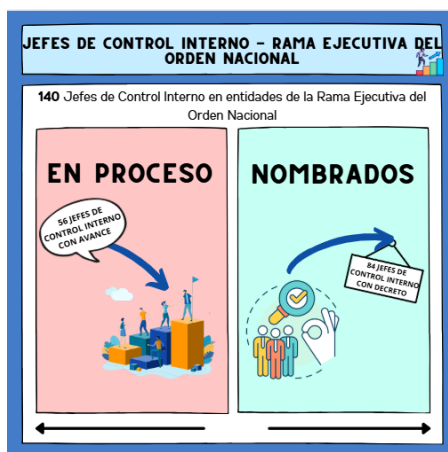 JEFES DE CONTROL INTERNO - RAMA EJECUTIVA DEL
ORDEN NACIONAL
140 Jefes de Control Interno en entidades de la Rama Ejecutiva del
Orden Nacional
EN PROCESO
56 JEFES DE
CONTROL INTERNO
CON AVANCE
NOMBRADOS
84 JEFES DE
CONTROL INTERNO
CON DECRETO